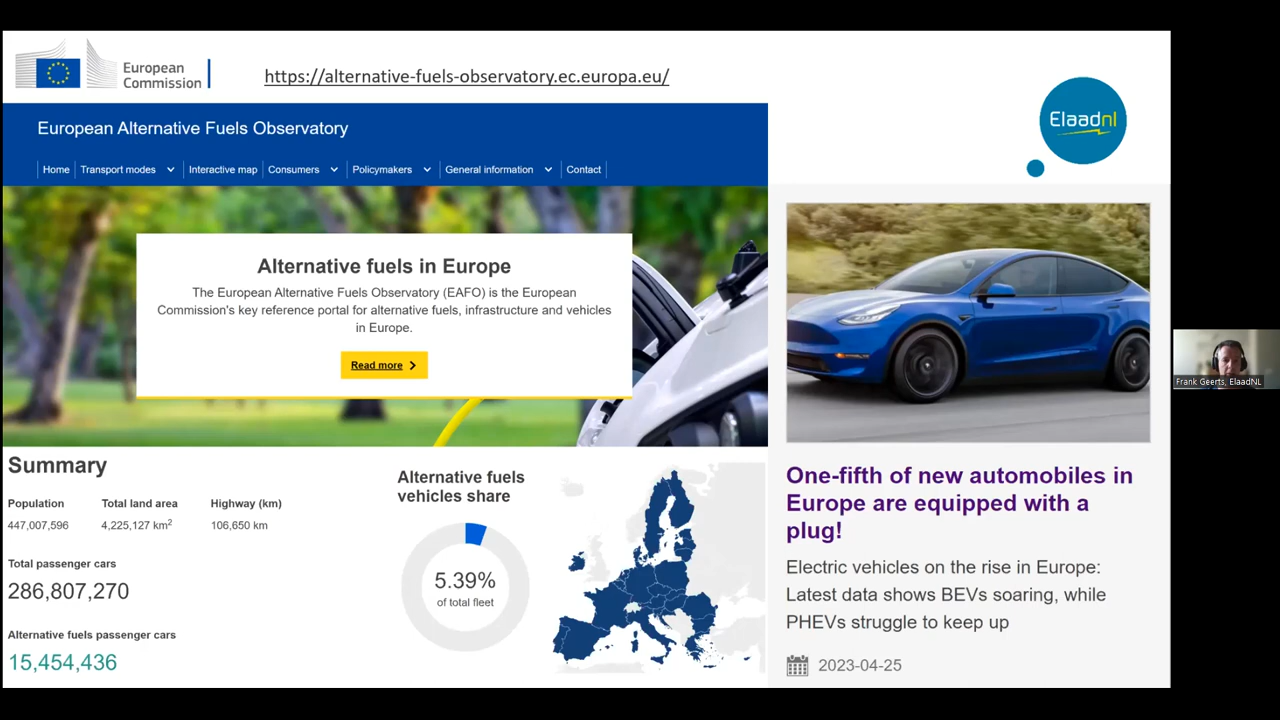 European
Commission
https://alternative-fuels-observatory.ec.europa.eu/
Elaadnl
European Alternative Fuels Observatory
Home
Transport modes
Interactive map
Consumers
Policymakers
General information
Contact
Alternative fuels in Europe
The European Alternative Fuels Observatory (EAFO) is the European
Commission's key reference portal for alternative fuels, infrastructure and vehicles
in Europe.
Read more
Summary
Population
Total land area
Highway (km)
447,007,596
4,225,127 km²
106,650 km
Total passenger cars
286,807,270
Alternative fuels passenger cars
15,454,436
Alternative fuels
vehicles share
5.39%
of total fleet
One-fifth of new automobiles in
Europe are equipped with a
plug!
Electric vehicles on the rise in Europe:
Latest data shows BEVs soaring, while
PHEVs struggle to keep up
2023-04-25
Frank Geerts, ElaadNL